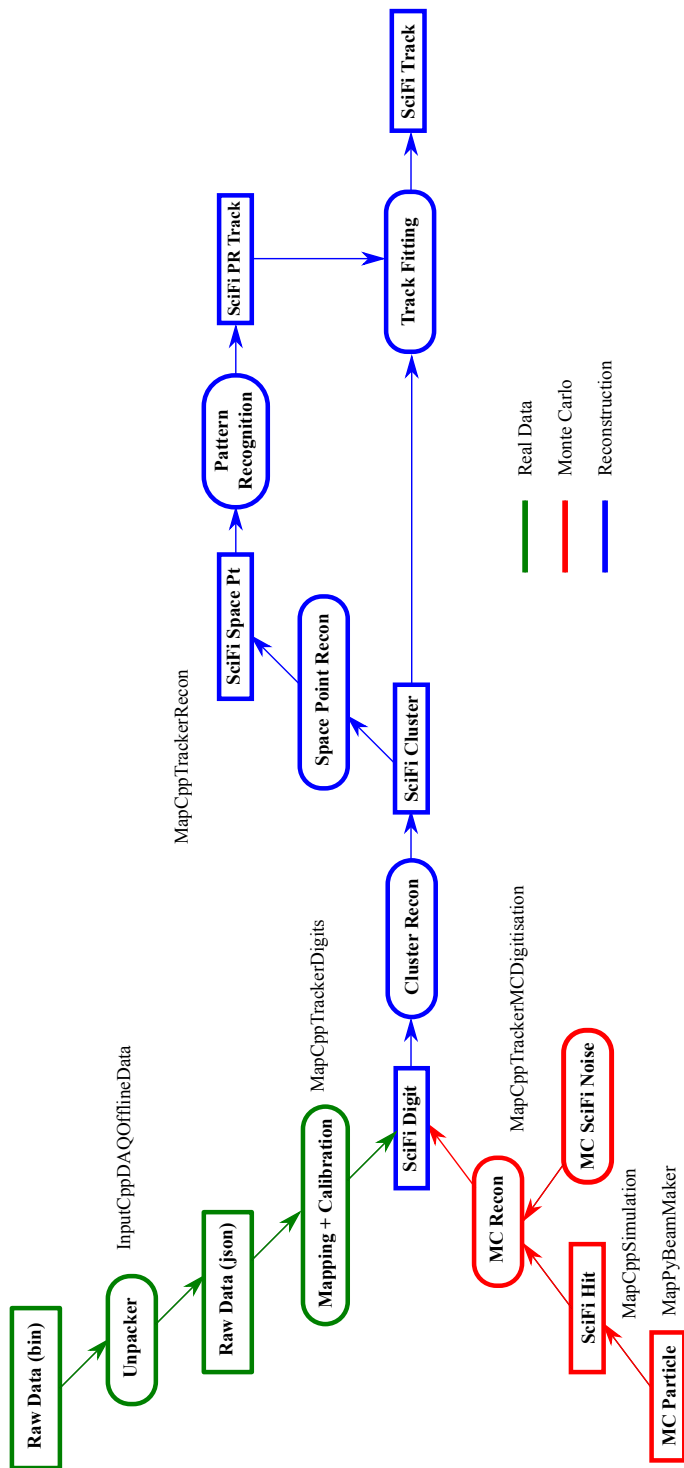 Raw Data (bin)
Unpacker
InputCppDAQOfflineData
Raw Data (json)
Mapping + Calibration
MapCppTrackerDigits
SciFi Digit
Cluster Recon
SciFi Cluster
Space Point Recon
SciFi Space Pt
MapCppTrackerRecon
Pattern
Recognition
SciFi PR Track
Track Fitting
SciFi Track
MC Particle
MapPyBeamMaker
SciFi Hit
MapCppSimulation
MC Recon
MC SciFi Noise
MapCppTrackerMCDigitisation
Real Data
Monte Carlo
Reconstruction